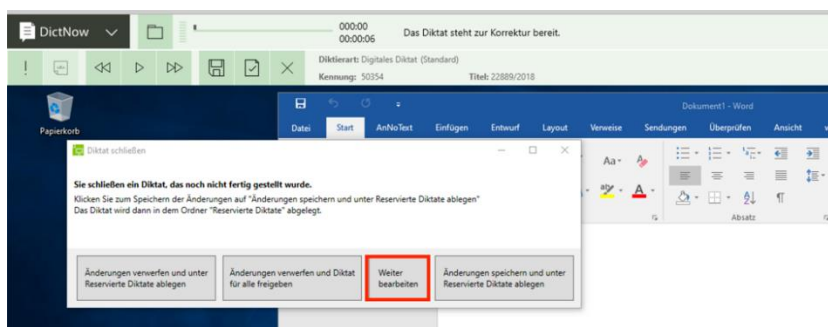 DictNow
000:00
00:00:06
Das Diktat steht zur Korrektur bereit.
Diktierart: Digitales Diktat (Standard)
Kennung: 50354 Titel: 22889/2018
Papierkorb
Document1 - Word
Datei Start AnNoText Einfügen Entwurf Layout Verweise Sendungen Überprüfen Ansicht
Diktat schließen
Sie schließen ein Diktat, das noch nicht fertig gestellt wurde.
Klicken Sie zum Speichern der Änderungen auf "Änderungen speichern und unter Reservierte Diktate ablegen"
Das Diktat wird dann in dem Ordner "Reservierte Diktate" abgelegt.
Änderungen verwerfen und unter
Reservierte Diktate ablegen
Änderungen verwerfen und Diktat
für alle freigeben
Weiter
bearbeiten
Änderungen speichern und unter
Reservierte Diktate ablegen
Aa
aby
A
Absatz